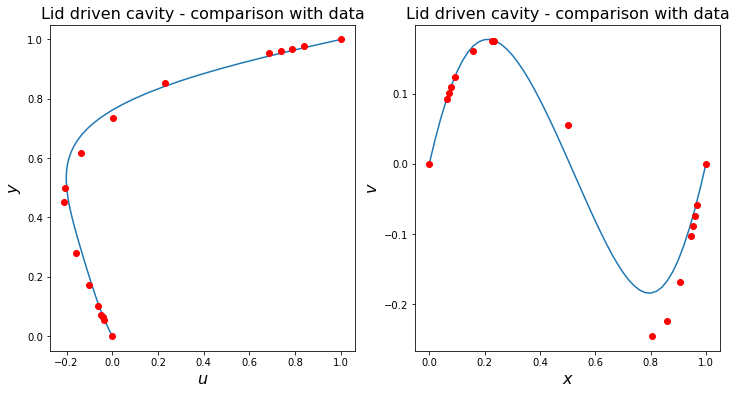 Lid driven cavity - comparison with data
1.0
0.8
0.6
0.4
0.2
0.0
y
−0.2 0.0 0.2 0.4 0.6 0.8 1.0
u
Lid driven cavity - comparison with data
0.1
0.0
−0.1
−0.2
v
0.0 0.2 0.4 0.6 0.8 1.0
x